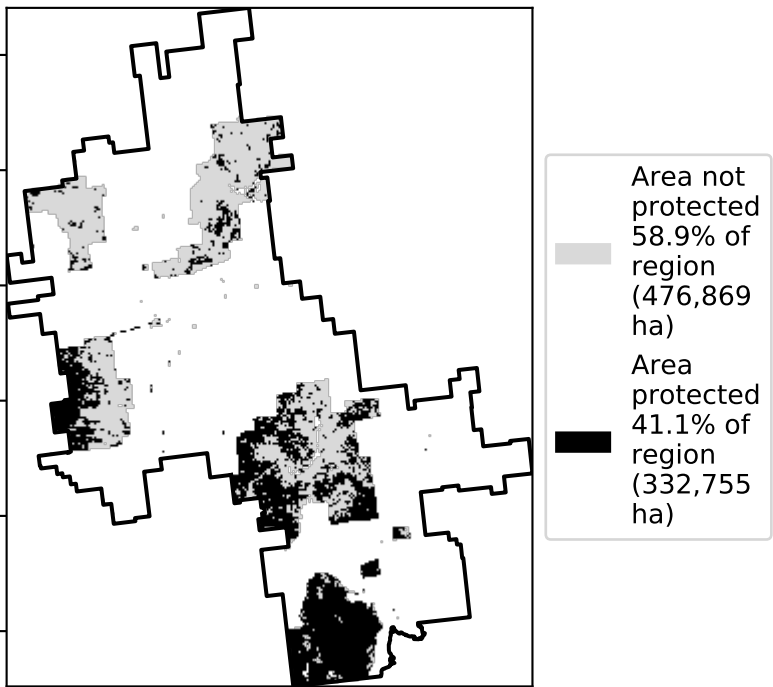 Area not
protected
58.9% of
region
(476,869
ha)
Area
protected
41.1% of
region
(332,755
ha)